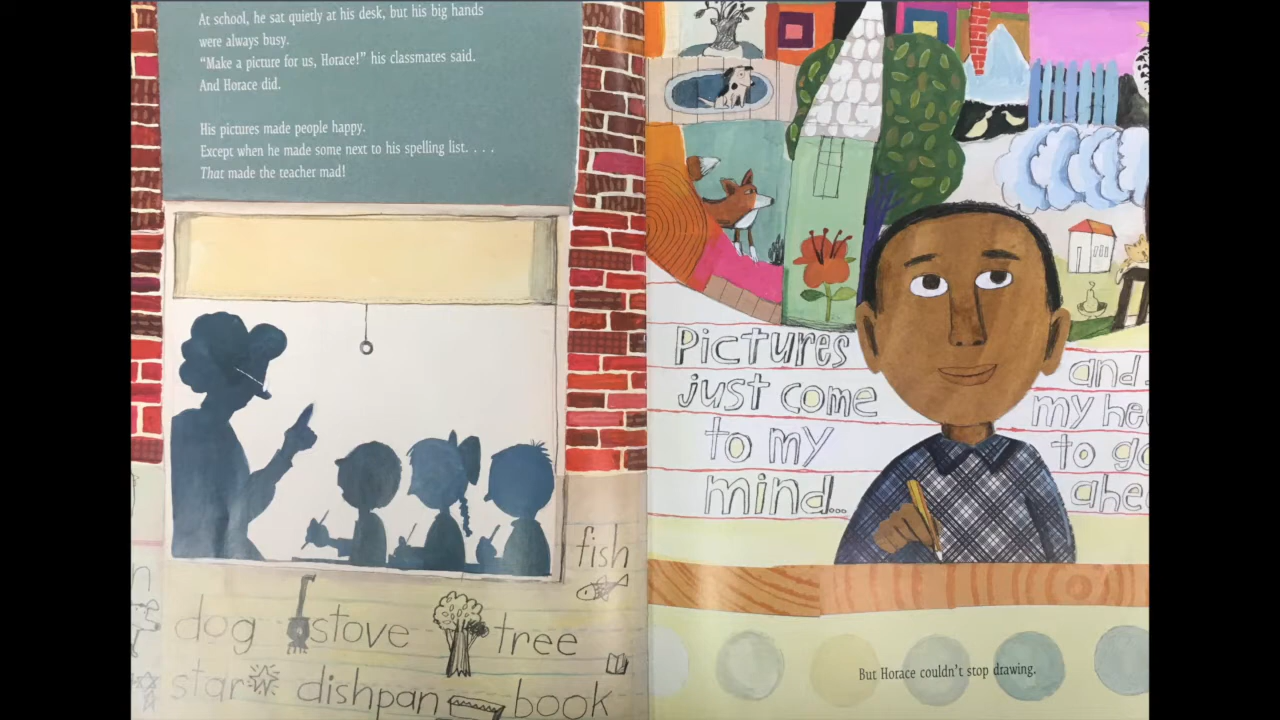 At school, he sat quietly at his desk, but his big hands
were always busy.
“Make a picture for us, Horace!” his classmates said.
And Horace did.
His pictures made people happy.
Except when he made some next to his spelling list. . . .
That made the teacher mad!
fish
dog stove tree
star dishpan book
Pictures
just come
to my
mind...
and
my
to
But Horace couldn’t stop drawing.